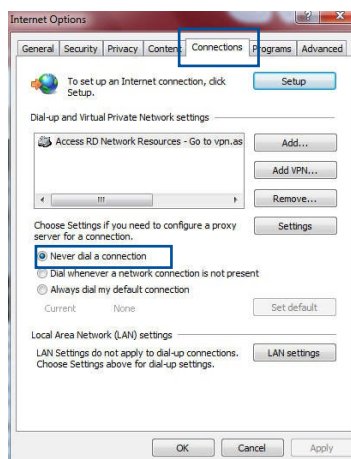 Internet Options
General Security Privacy Content Connections Programs Advanced
To set up an Internet connection, click
Setup.
Setup
Dial-up and Virtual Private Network settings
Access RD Network Resources - Go to vpn.as
Add...
Add VPN...
Remove...
Choose Settings if you need to configure a proxy
server for a connection.
Settings
Never dial a connection
Dial whenever a network connection is not present
Always dial my default connection
Current None
Set default
Local Area Network (LAN) settings
LAN Settings do not apply to dial-up connections.
Choose Settings above for dial-up settings.
LAN settings
OK Cancel Apply